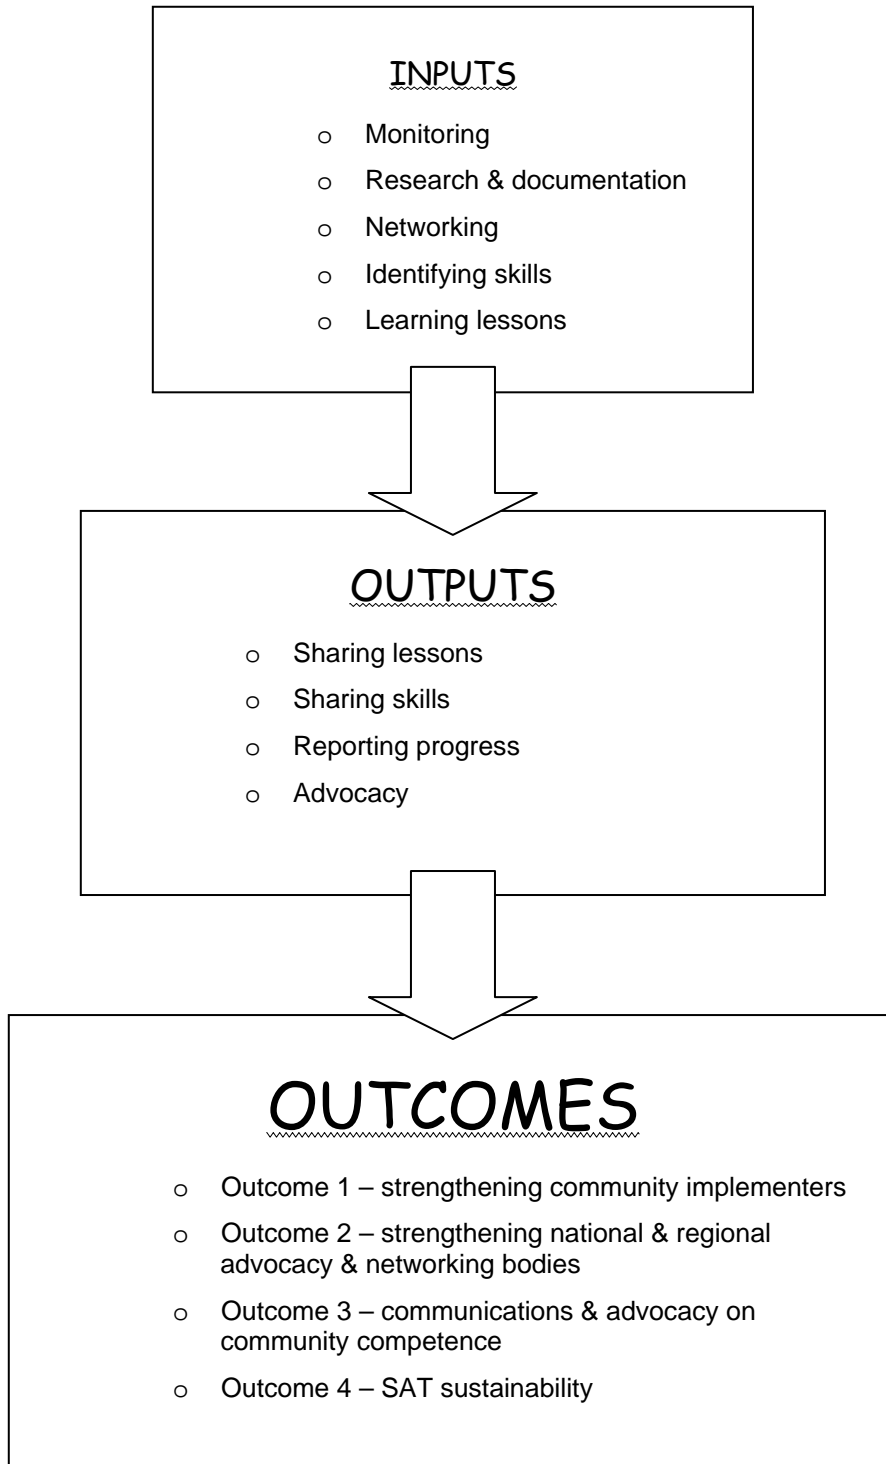 INPUTS
o Monitoring
o Research & documentation
o Networking
o Identifying skills
o Learning lessons
OUTPUTS
o Sharing lessons
o Sharing skills
o Reporting progress
o Advocacy
OUTCOMES
o Outcome 1 – strengthening community implementers
o Outcome 2 – strengthening national & regional
advocacy & networking bodies
o Outcome 3 – communications & advocacy on
community competence
o Outcome 4 – SAT sustainability